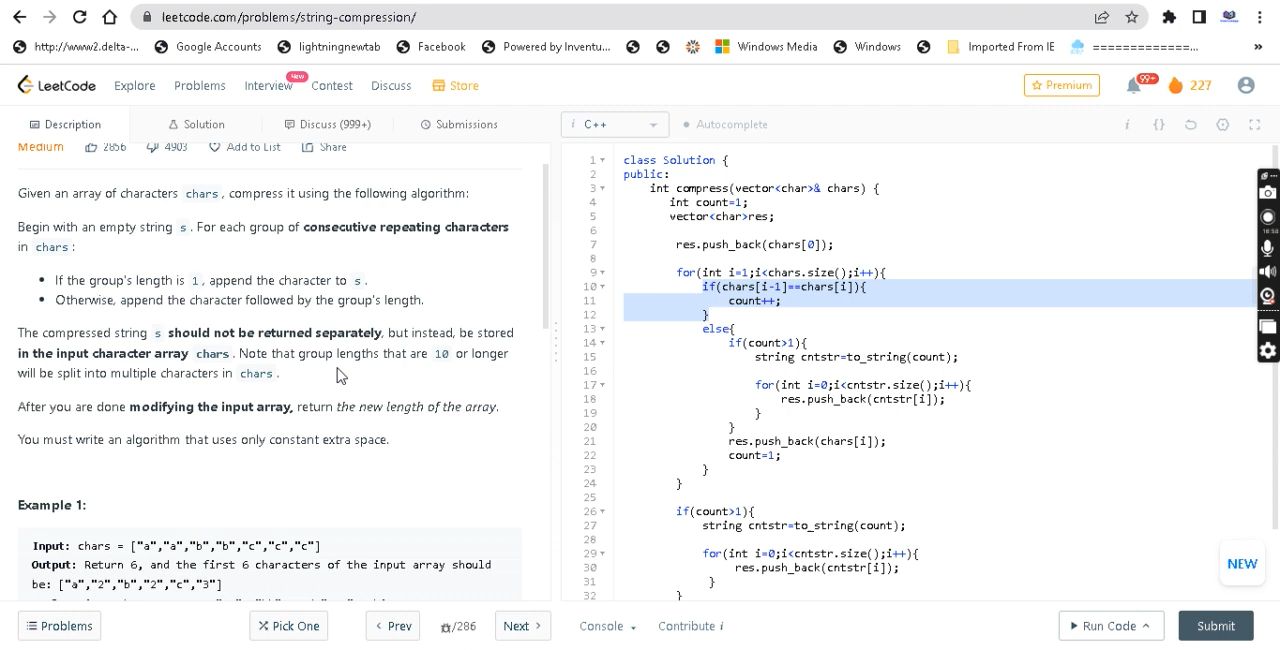 leetcode.com/problems/string-compression/
http://www2.delta-... Google Accounts lightningnewtab Facebook Powered by Inventu... Windows Media Windows Imported From IE =============... »
LeetCode Explore Problems Interview New Contest Discuss Store Premium 99+ 227
Description Solution Discuss (999+) Submissions i C++ Autocomplete i {}
Medium 2856 4903 Add to List Share
Given an array of characters chars, compress it using the following algorithm:
Begin with an empty string s. For each group of consecutive repeating characters
in chars:
• If the group's length is 1, append the character to s.
• Otherwise, append the character followed by the group's length.
The compressed string s should not be returned separately, but instead, be stored
in the input character array chars. Note that group lengths that are 10 or longer
will be split into multiple characters in chars.
After you are done modifying the input array, return the new length of the array.
You must write an algorithm that uses only constant extra space.
Example 1:
Input: chars = ["a","a","b","b","c","c","c"]
Output: Return 6, and the first 6 characters of the input array should
be: ["a","2","b","2","c","3"]
1 class Solution {
2 public:
3 int compress(vector<char>& chars) {
4 int count=1;
5 vector<char>res;
6
7 res.push_back(chars[0]);
8
9 for(int i=1;i<chars.size();i++){
10 if(chars[i-1]==chars[i]){
11 count++;
12 }
13 else{
14 if(count>1){
15 string cntstr=to_string(count);
16
17 for(int i=0;i<cntstr.size();i++){
18 res.push_back(cntstr[i]);
19 }
20 }
21 res.push_back(chars[i]);
22 count=1;
23 }
24 }
25
26 if(count>1){
27 string cntstr=to_string(count);
28
29 for(int i=0;i<cntstr.size();i++){
30 res.push_back(cntstr[i]);
31 }
32 }
NEW
Problems Pick One Prev /286 Next Console Contribute i Run Code Submit